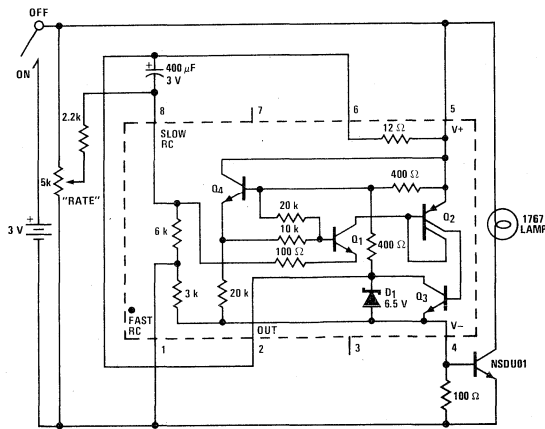 OFF
ON
400 µF
3 V
+
2.2k
5k
"RATE"
3 V
+
8
7
6
5
SLOW
RC
12 Ω
V+
Q4
400 Ω
Q2
20 k
10 k
100 Ω
Q1
400 Ω
6 k
3 k
20 k
D1
6.5 V
Q3
FAST
RC
OUT
V−
1
2
3
4
1767
LAMP
NSDU01
100
Ω